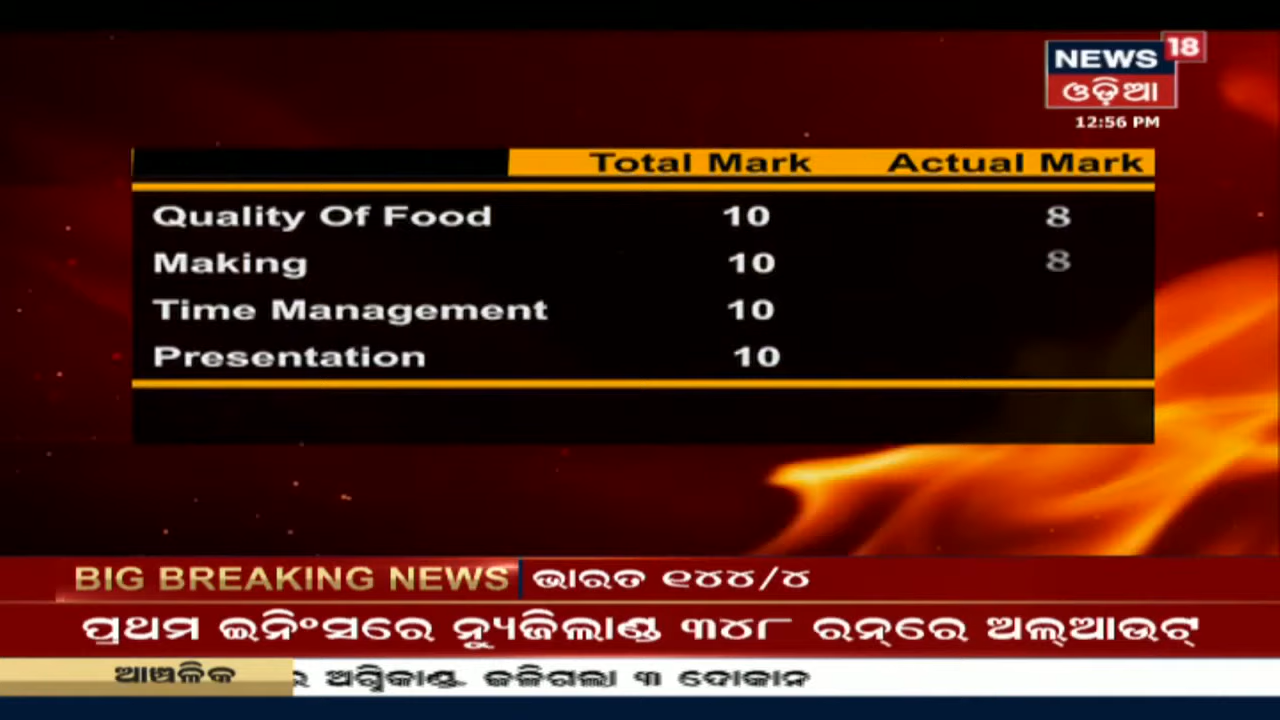 NEWS 18
ଓଡ଼ିଆ
12:56 PM
Total Mark Actual Mark
Quality Of Food 10 8
Making 10 8
Time Management 10
Presentation 10
BIG BREAKING NEWS ଭାରତ ୧୪୪/୪
ପ୍ରଥମ ଇନିଂସରେ ନ୍ୟୁଜିଲାଣ୍ଡ ୩୪୮ ରନ୍‌ରେ ଅଲ୍‌ଆଉଟ୍
ଆଞ୍ଚଳିକ ଅଗ୍ନିକାଣ୍ଡ ଜଳିଗଲା ୩ ଦୋକାନ